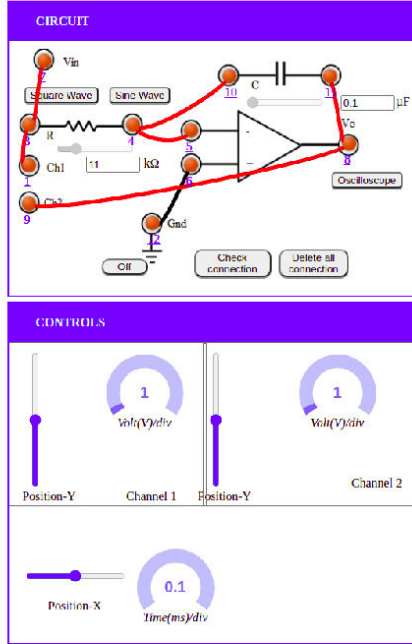 CIRCUIT
Vin
7
Square Wave
Sine Wave
10
C
11
0.1
µF
3
R
4
5
-
Vo
8
11
kΩ
1
Ch1
6
+
Oscilloscope
Ch2
9
Gnd
12
Off
Check connection
Delete all connection
CONTROLS
1
Volt(V)/div
Position-Y
Channel 1
1
Volt(V)/div
Position-Y
Channel 2
Position-X
0.1
Time(ms)/div